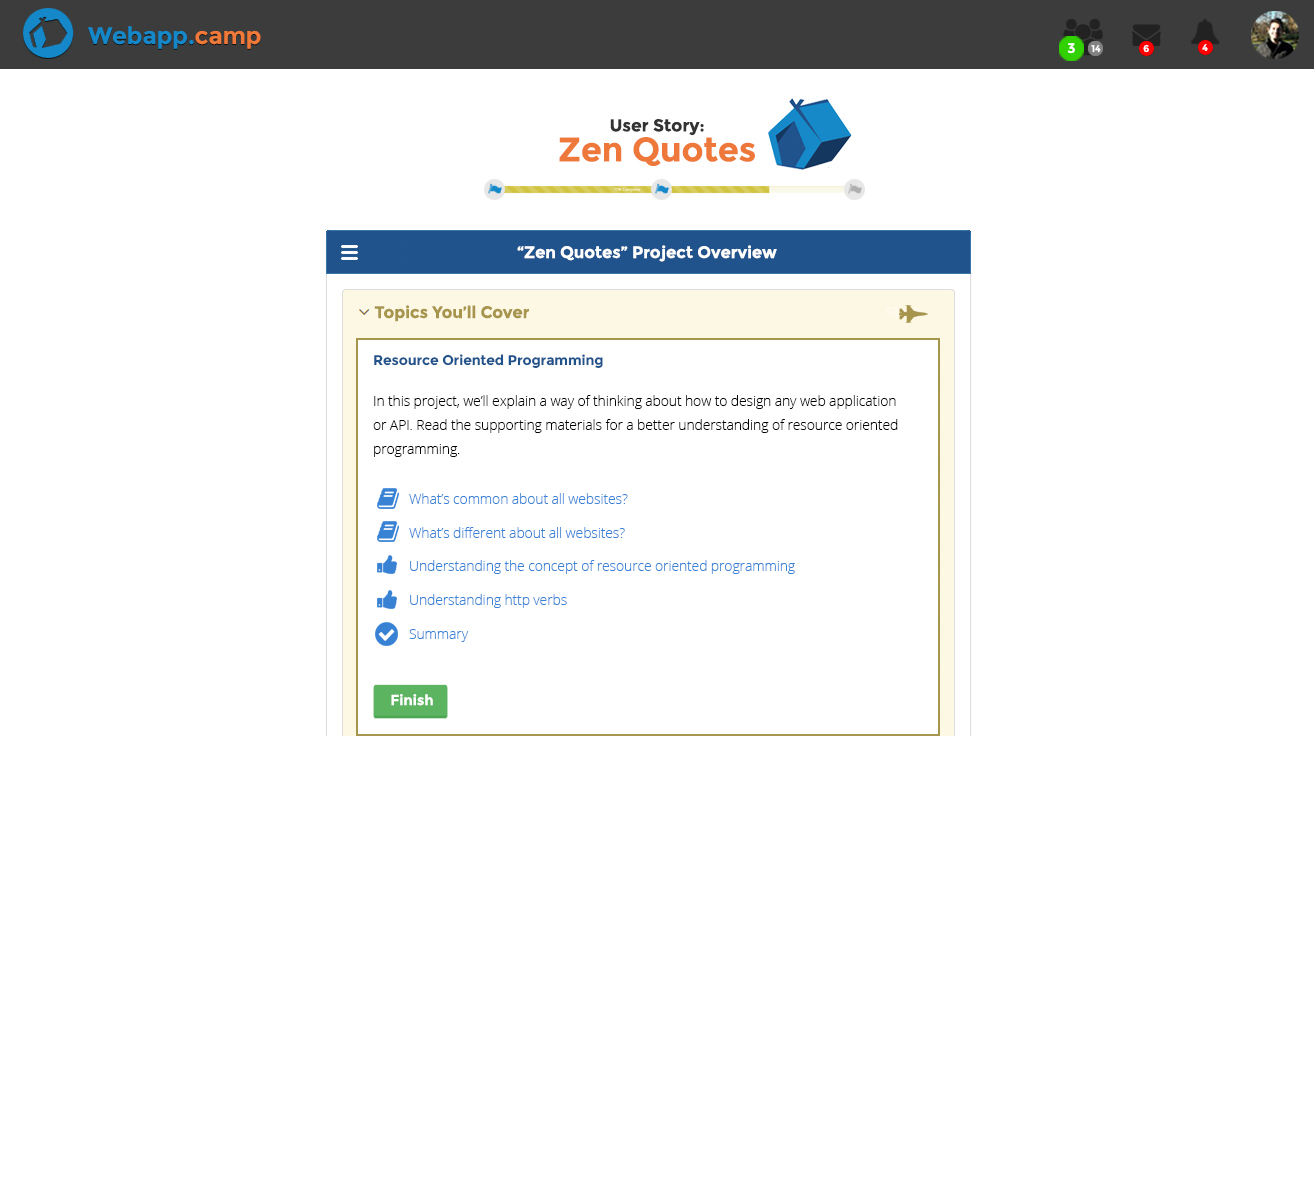 Webapp.camp
3
14
6
4
User Story:
Zen Quotes
“Zen Quotes” Project Overview
Topics You’ll Cover
Resource Oriented Programming
In this project, we’ll explain a way of thinking about how to design any web application
or API. Read the supporting materials for a better understanding of resource oriented
programming.
What’s common about all websites?
What’s different about all websites?
Understanding the concept of resource oriented programming
Understanding http verbs
Summary
Finish